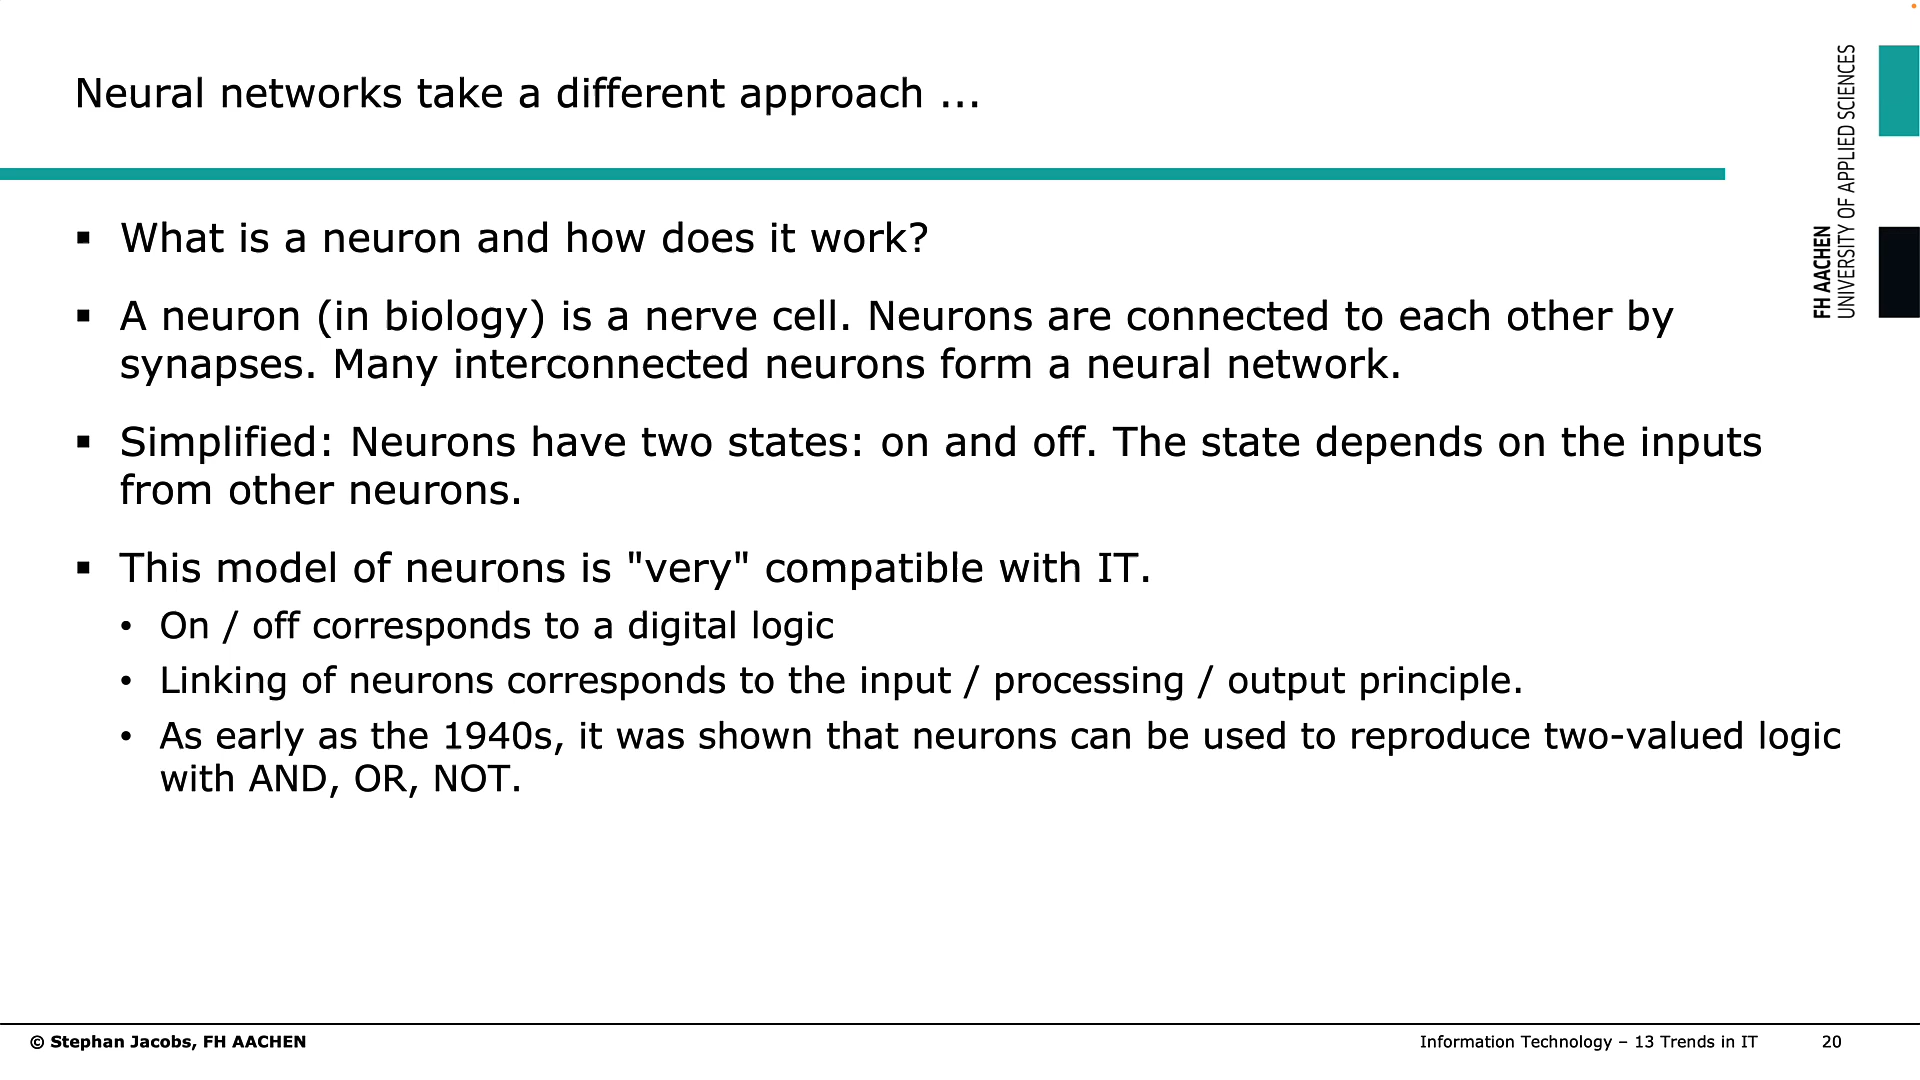 Neural networks take a different approach ...
FH AACHEN
UNIVERSITY OF APPLIED SCIENCES
▪ What is a neuron and how does it work?
▪ A neuron (in biology) is a nerve cell. Neurons are connected to each other by
synapses. Many interconnected neurons form a neural network.
▪ Simplified: Neurons have two states: on and off. The state depends on the inputs
from other neurons.
▪ This model of neurons is "very" compatible with IT.
• On / off corresponds to a digital logic
• Linking of neurons corresponds to the input / processing / output principle.
• As early as the 1940s, it was shown that neurons can be used to reproduce two-valued logic
with AND, OR, NOT.
© Stephan Jacobs, FH AACHEN
Information Technology – 13 Trends in IT
20